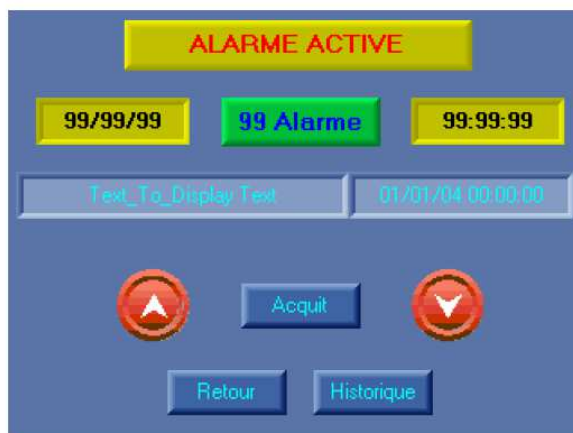 ALARME ACTIVE
99/99/99 99 Alarme 99:99:99
Text_To_Display Text 01/01/04 00:00:00
Acquit
Retour Historique